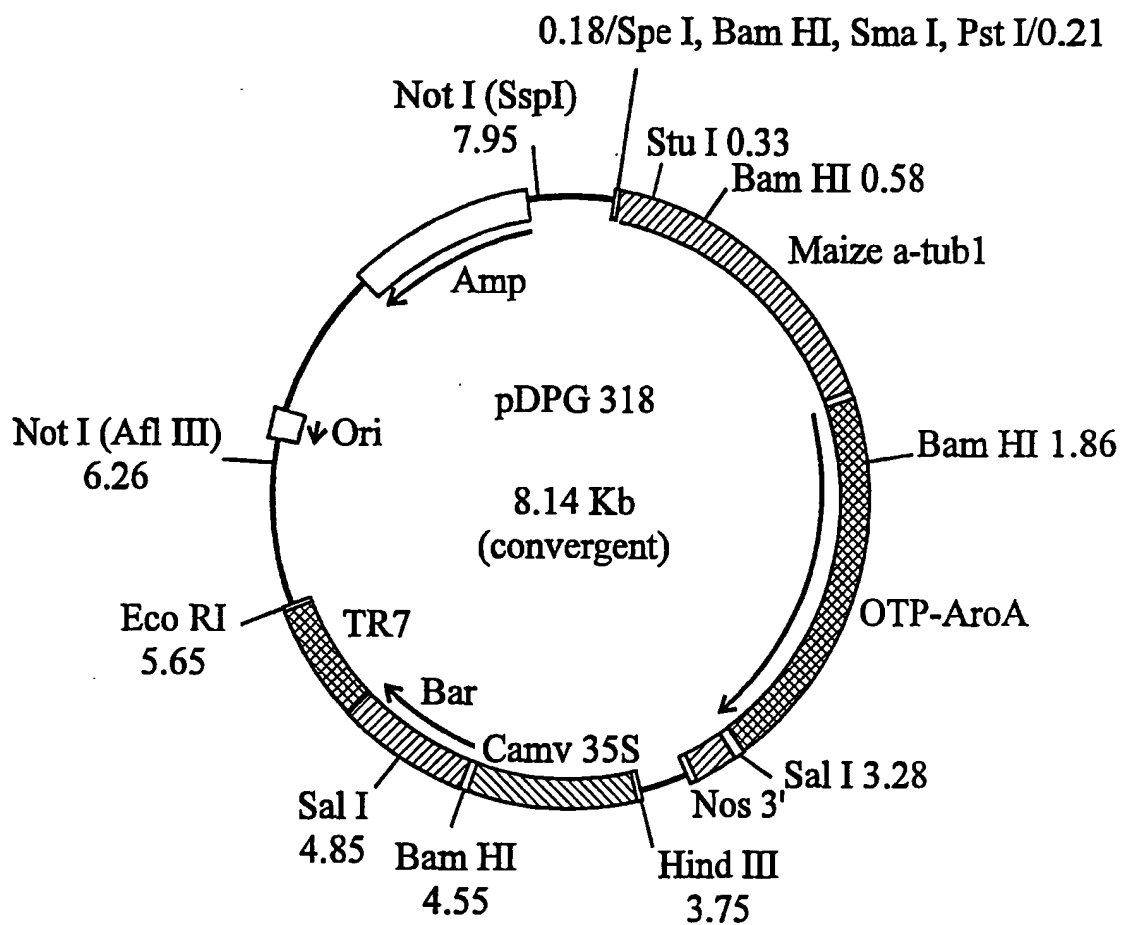 0.18/Spe I, Bam HI, Sma I, Pst I/0.21
Not I (SspI)
7.95
Stu I 0.33
Bam HI 0.58
Maize a-tub1
Amp
pDPG 318
Not I (Afl III)
6.26
Ori
Bam HI 1.86
8.14 Kb
(convergent)
Eco RI
5.65
TR7
OTP-AroA
Bar
Camv 35S
Sal I 3.28
Nos 3'
Sal I
4.85
Bam HI
4.55
Hind III
3.75